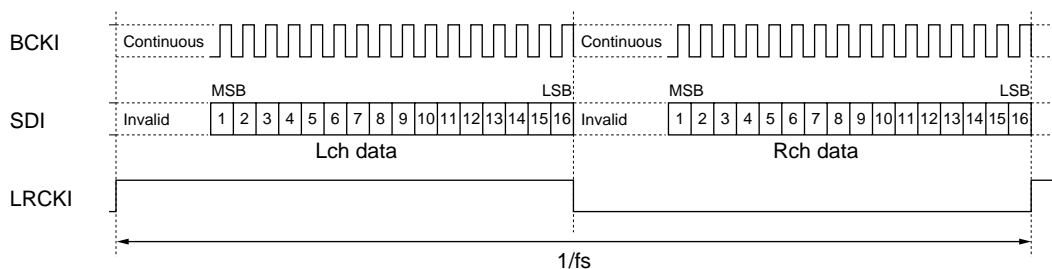 BCKI Continuous Continuous
MSB LSB MSB LSB
SDI Invalid 1 2 3 4 5 6 7 8 9 10 11 12 13 14 15 16 Invalid 1 2 3 4 5 6 7 8 9 10 11 12 13 14 15 16
Lch data Rch data
LRCKI
1/fs